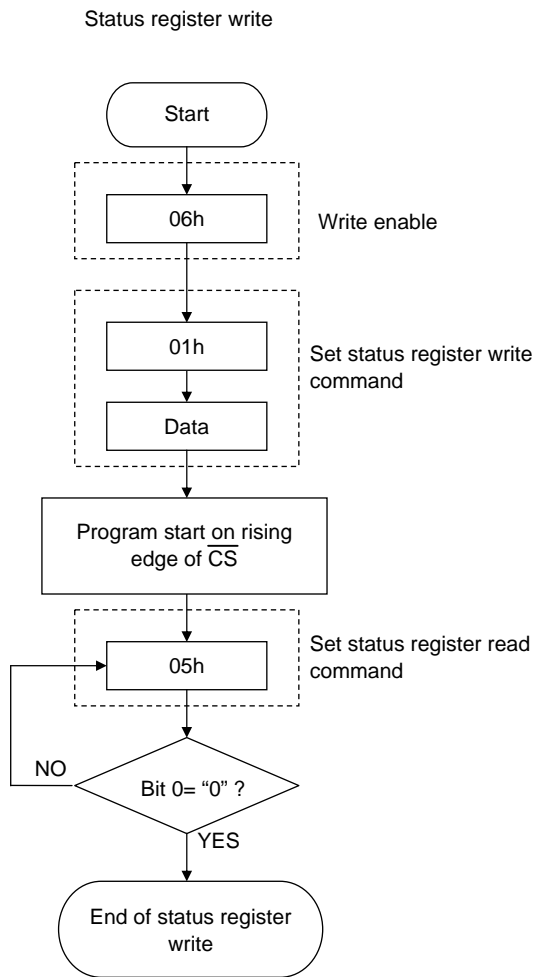 Status register write
Start
06h
Write enable
01h
Set status register write
command
Data
Program start on rising
edge of C̅S̅
Set status register read
command
05h
NO
Bit 0= “0” ?
YES
End of status register
write